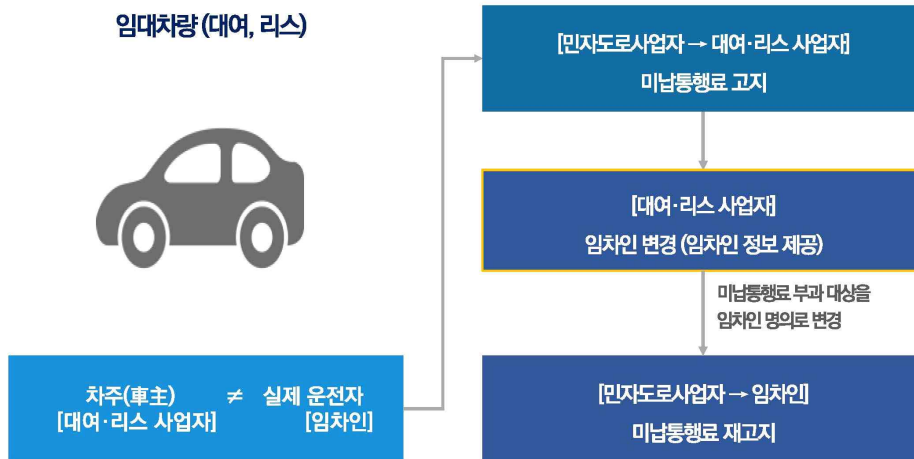 임대차량 (대여, 리스)
차주(車主) ≠ 실제 운전자
[대여·리스 사업자] [임차인]
[민자도로사업자 → 대여·리스 사업자]
미납통행료 고지
[대여·리스 사업자]
임차인 변경 (임차인 정보 제공)
미납통행료 부과 대상을
임차인 명의로 변경
[민자도로사업자 → 임차인]
미납통행료 재고지